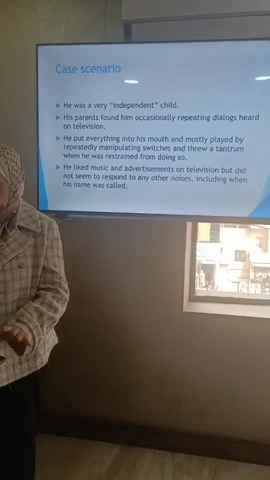 Case scenario
He was a very "independent" child.
His parents found him occasionally repeating dialogs heard
on television.
He put everything into his mouth and mostly played by
repeatedly manipulating switches and threw a tantrum
when he was restrained from doing so.
He liked music and advertisements on television but did
not seem to respond to any other noises, including when
his name was called.